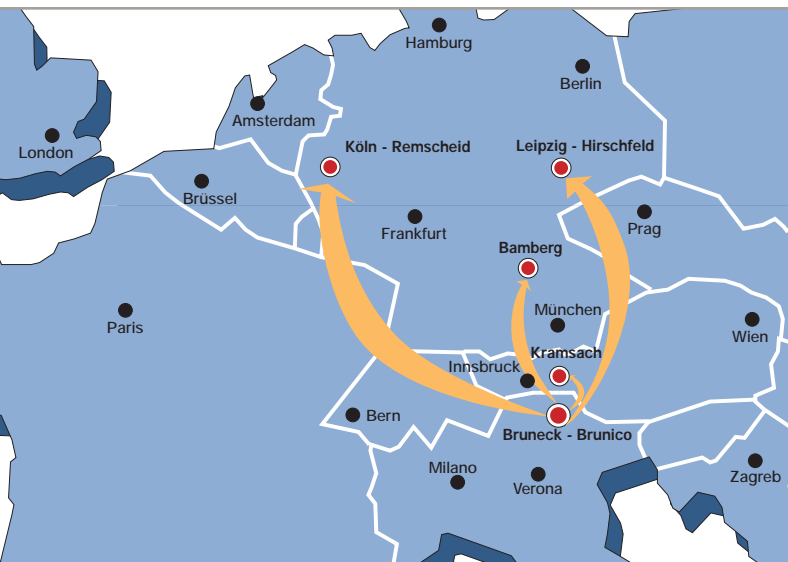 Hamburg
Berlin
Amsterdam
London
Köln - Remscheid
Leipzig - Hirschfeld
Brüssel
Prag
Frankfurt
Bamberg
München
Paris
Wien
Kramsach
Innsbruck
Bern
Bruneck - Brunico
Milano
Verona
Zagreb